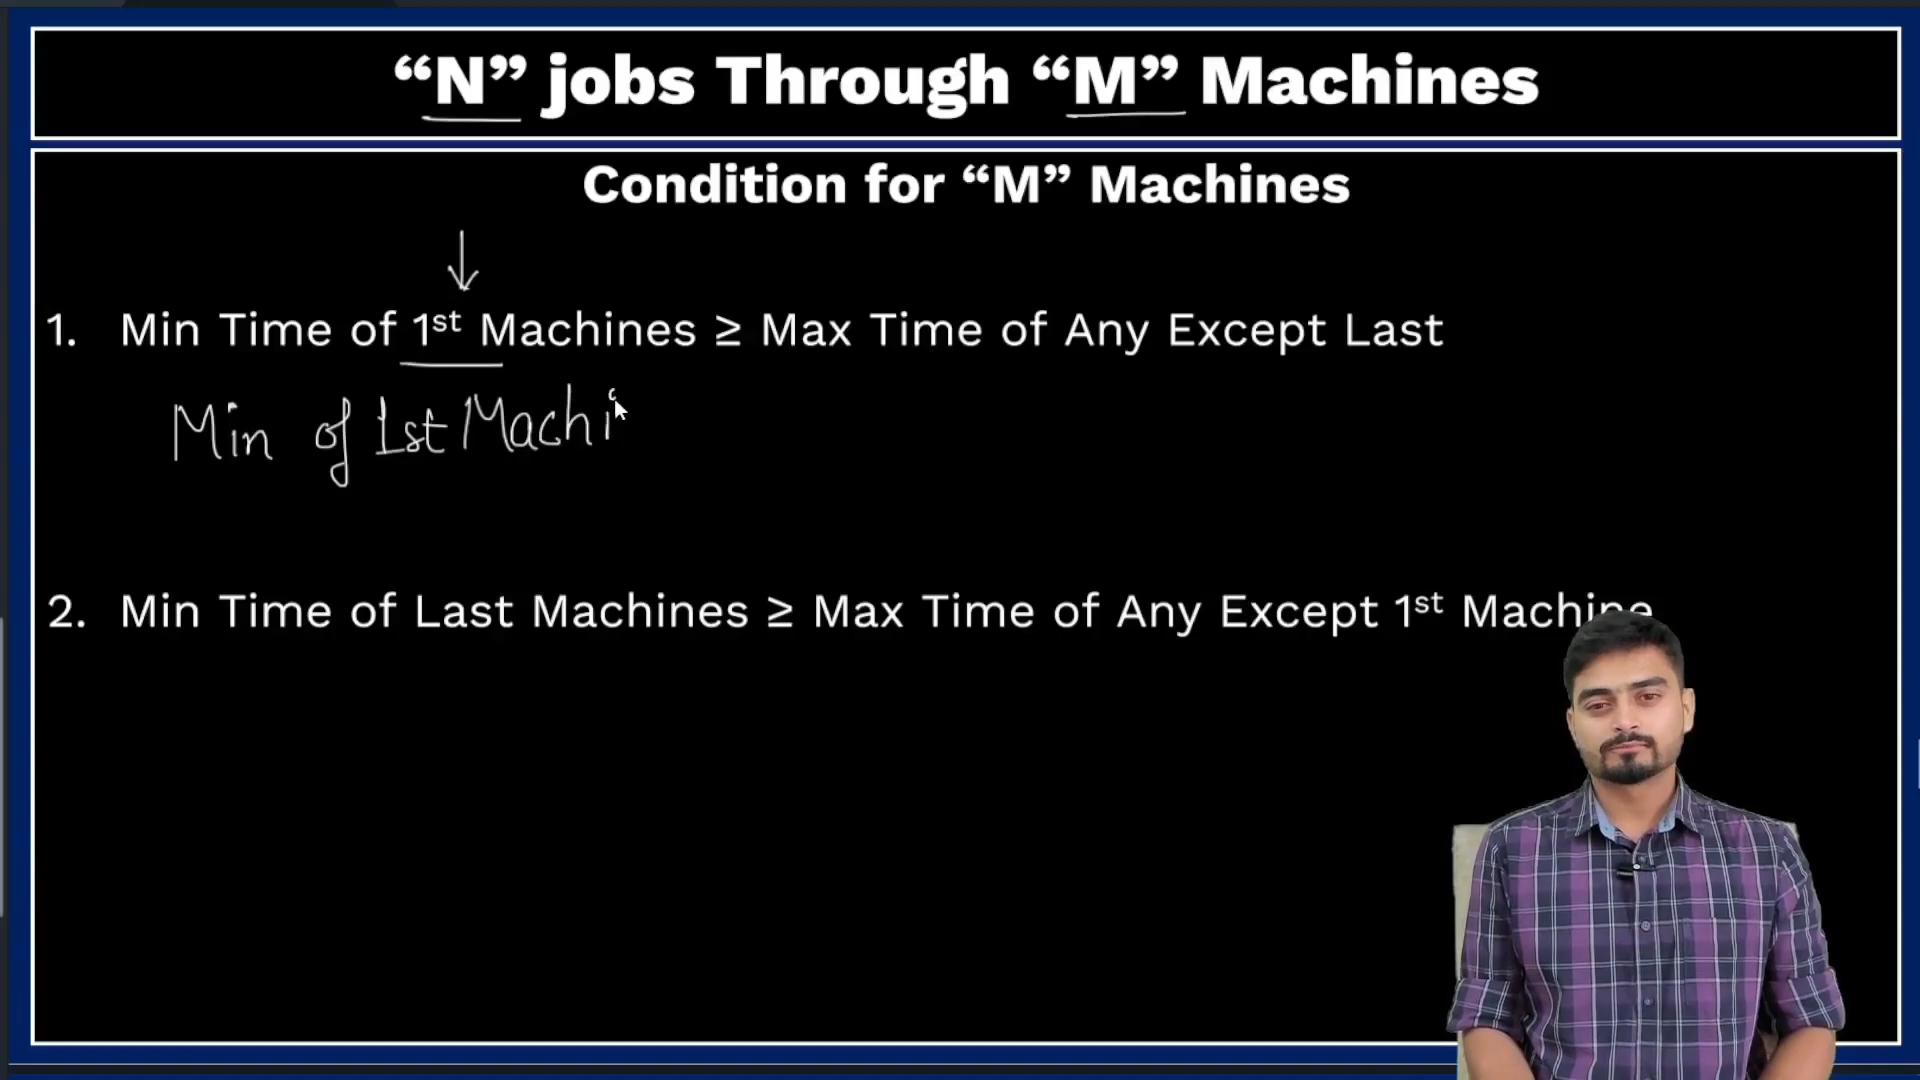 “N” jobs Through “M” Machines
Condition for “M” Machines
1. Min Time of 1st Machines ≥ Max Time of Any Except Last
Min of 1st Machi
2. Min Time of Last Machines ≥ Max Time of Any Except 1st Machine